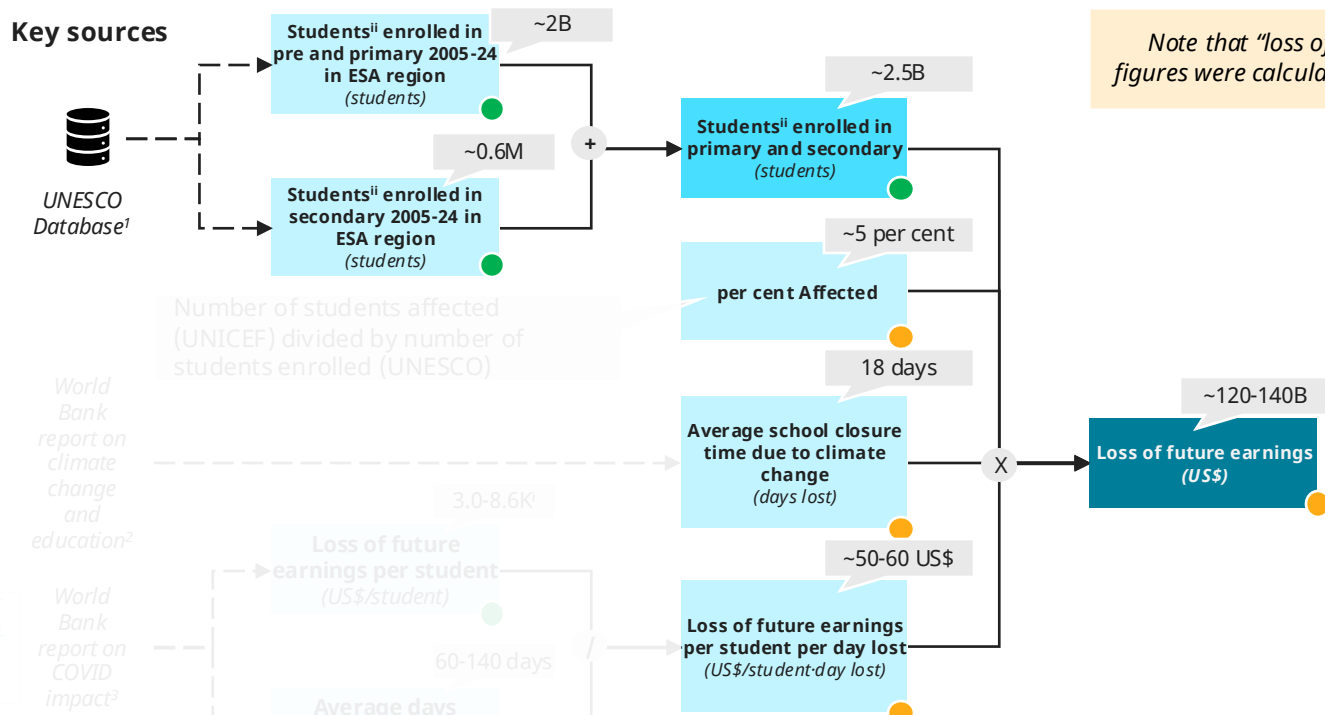 Key sources
UNESCO
Database¹
Studentsⁱⁱ enrolled in
pre and primary 2005-24
in ESA region
(students)
~2B
Studentsⁱⁱ enrolled in
secondary 2005-24 in
ESA region
(students)
~0.6M
+
Studentsⁱⁱ enrolled in
primary and secondary
(students)
~2.5B
Note that “loss of
figures were calcula
per cent Affected
~5 per cent
Number of students affected
(UNICEF) divided by number of
students enrolled (UNESCO)
World
Bank
report on
climate
change
and
education²
Average school closure
time due to climate
change
(days lost)
18 days
X
Loss of future earnings
(US$)
~120-140B
World
Bank
report on
COVID
impact³
Loss of future
earnings per student
(US$/student)
3.0-8.6Kⁱ
60-140 days
Average days
/
Loss of future earnings
per student per day lost
(US$/student·day lost)
~50-60 US$